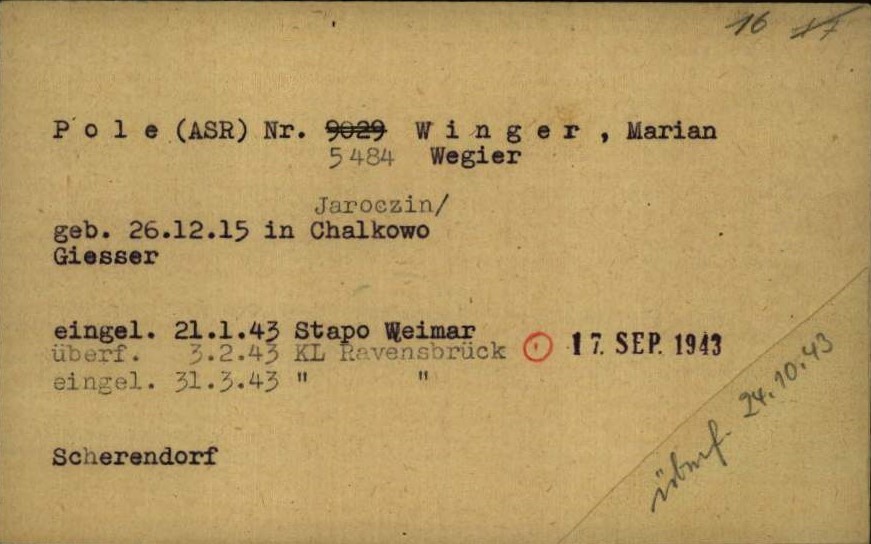 16 17
P o l e (ASR) Nr. 9029 W i n g e r , Marian
5484 Wegier
Jaroczin/
geb. 26.12.15 in Chalkowo
Giesser
eingel. 21.1.43 Stapo Weimar
überf. 3.2.43 KL Ravensbrück 17. SEP. 1943
eingel. 31.3.43 " "
überf. 24.10.43
Scherendorf